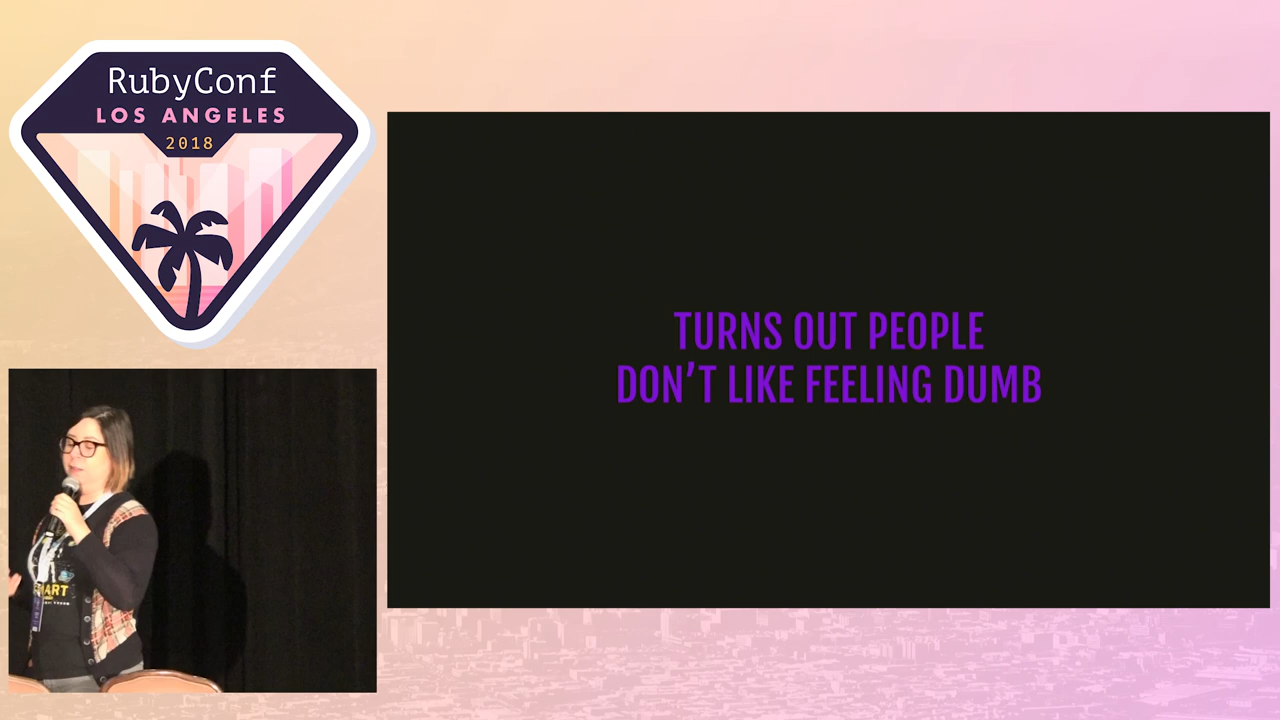 RubyConf
LOS ANGELES
2018
TURNS OUT PEOPLE
DON'T LIKE FEELING DUMB